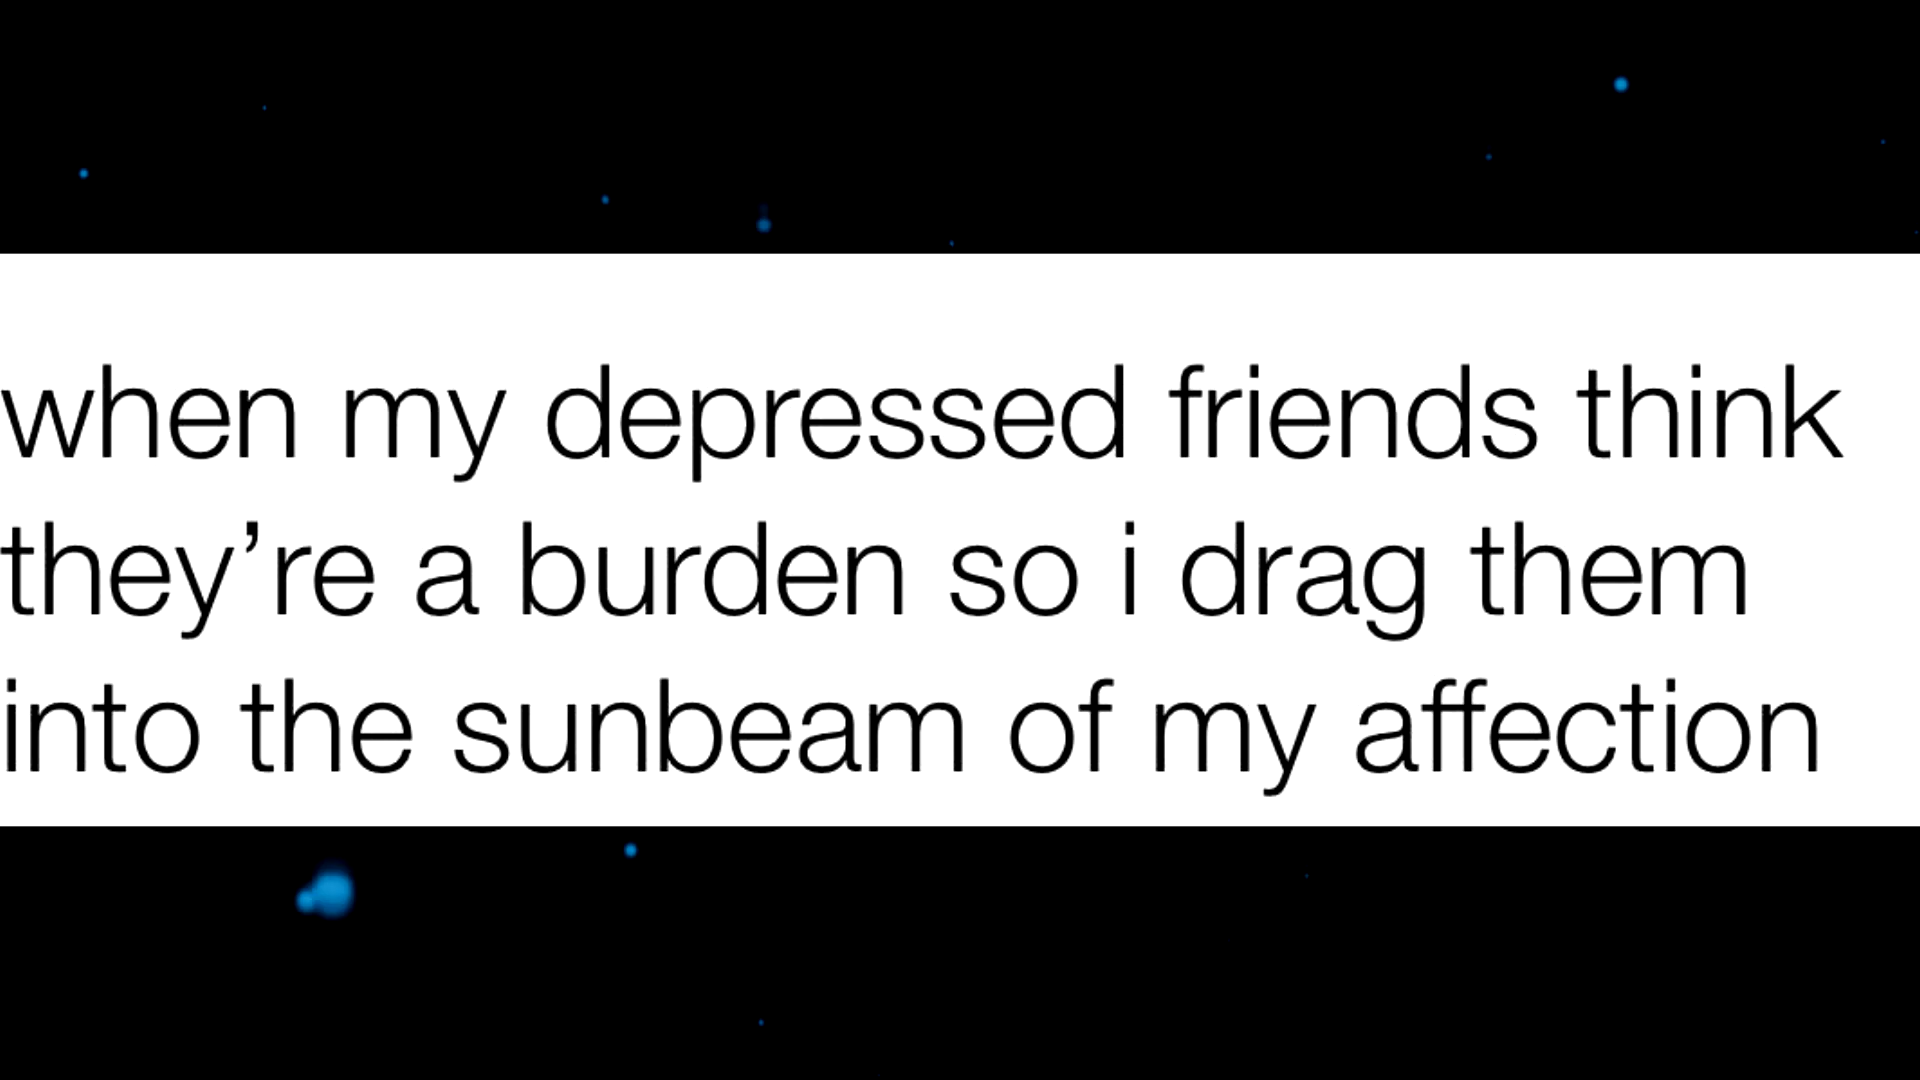 when my depressed friends think
they’re a burden so i drag them
into the sunbeam of my affection